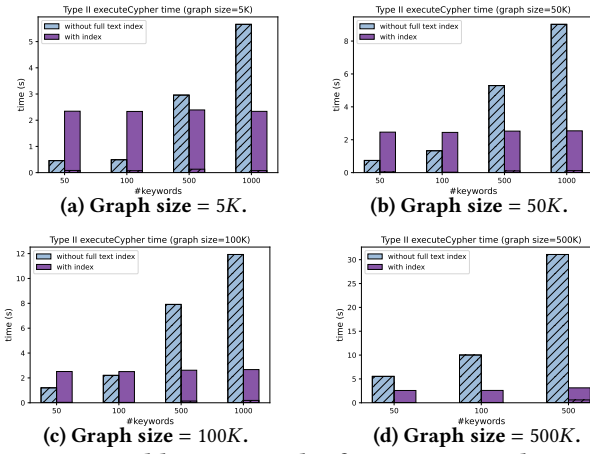 Type II executeCypher time (graph size=5K)
without full text index
with index
time (s)
5
4
3
2
1
0
50 100 500 1000
#keywords
(a) Graph size = 5K.
Type II executeCypher time (graph size=50K)
without full text index
with index
time (s)
8
6
4
2
0
50 100 500 1000
#keywords
(b) Graph size = 50K.
Type II executeCypher time (graph size=100K)
without full text index
with index
time (s)
12
10
8
6
4
2
0
50 100 500 1000
#keywords
(c) Graph size = 100K.
Type II executeCypher time (graph size=500K)
without full text index
with index
time (s)
30
25
20
15
10
5
0
50 100 500
#keywords
(d) Graph size = 500K.